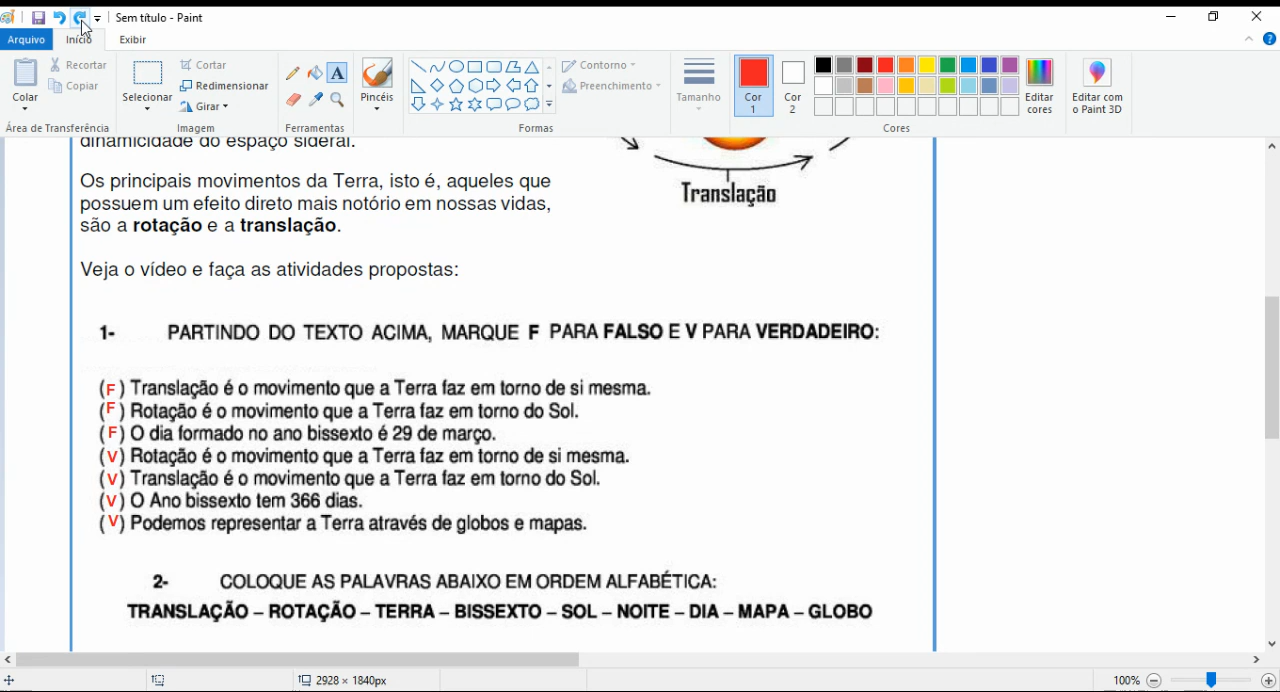 Sem título - Paint
Arquivo Início Exibir
Colar
Recortar
Copiar
Área de Transferência
Selecionar
Cortar
Redimensionar
Girar
Imagem
A
Ferramentas
Pincéis
Contorno
Preenchimento
Formas
Tamanho
Cor 1
Cor 2
Editar cores
Cores
Editar com o Paint 3D
dinamicidade do espaço sideral.
Os principais movimentos da Terra, isto é, aqueles que
possuem um efeito direto mais notório em nossas vidas,
são a rotação e a translação.
Translação
Veja o vídeo e faça as atividades propostas:
1- PARTINDO DO TEXTO ACIMA, MARQUE F PARA FALSO E V PARA VERDADEIRO:
(F) Translação é o movimento que a Terra faz em torno de si mesma.
(F) Rotação é o movimento que a Terra faz em torno do Sol.
(F) O dia formado no ano bissexto é 29 de março.
(V) Rotação é o movimento que a Terra faz em torno de si mesma.
(V) Translação é o movimento que a Terra faz em torno do Sol.
(V) O Ano bissexto tem 366 dias.
(V) Podemos representar a Terra através de globos e mapas.
2- COLOQUE AS PALAVRAS ABAIXO EM ORDEM ALFABÉTICA:
TRANSLAÇÃO – ROTAÇÃO – TERRA – BISSEXTO – SOL – NOITE – DIA – MAPA – GLOBO
2928 × 1840px
100%